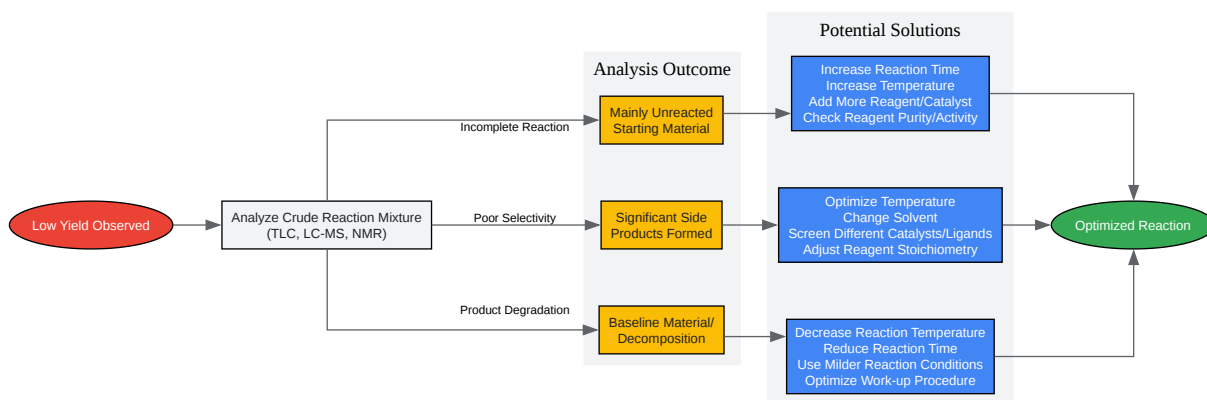 Low Yield Observed
Analyze Crude Reaction Mixture
(TLC, LC-MS, NMR)
Incomplete Reaction
Poor Selectivity
Product Degradation
Analysis Outcome
Mainly Unreacted
Starting Material
Significant Side
Products Formed
Baseline Material/
Decomposition
Potential Solutions
Increase Reaction Time
Increase Temperature
Add More Reagent/Catalyst
Check Reagent Purity/Activity
Optimize Temperature
Change Solvent
Screen Different Catalysts/Ligands
Adjust Reagent Stoichiometry
Decrease Reaction Temperature
Reduce Reaction Time
Use Milder Reaction Conditions
Optimize Work-up Procedure
Optimized Reaction